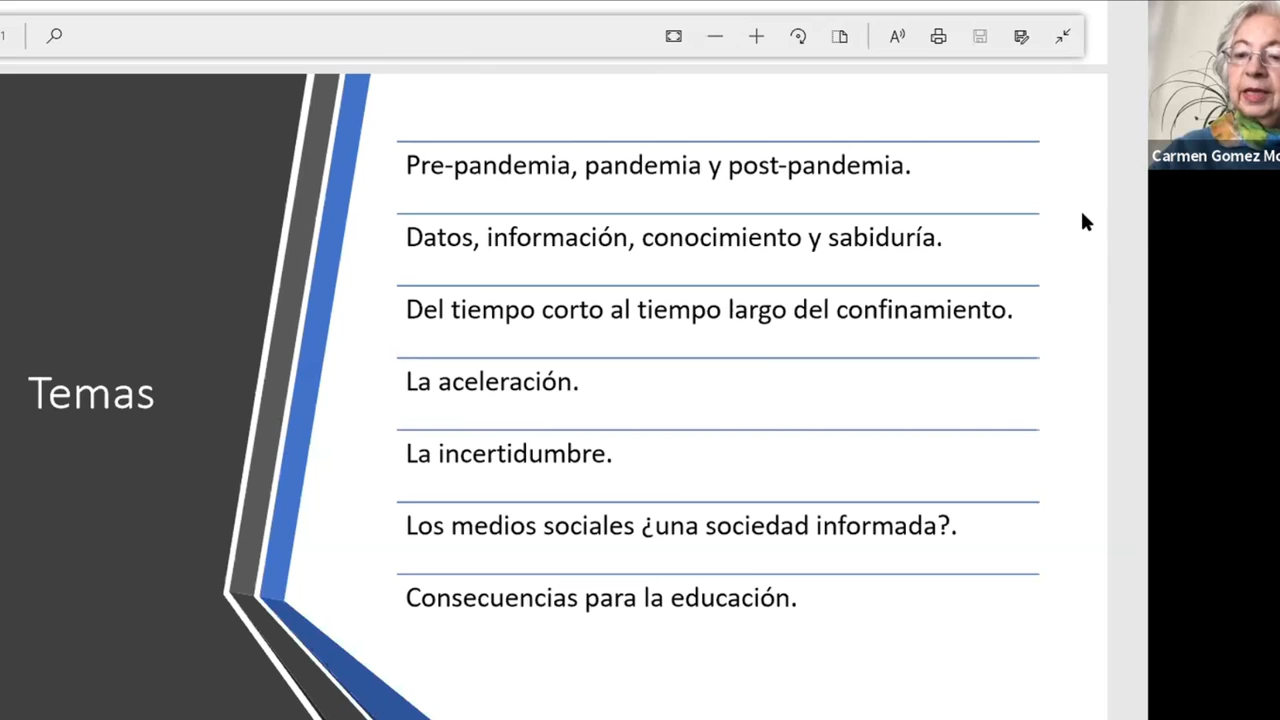 1
Temas
Pre-pandemia, pandemia y post-pandemia.
Datos, información, conocimiento y sabiduría.
Del tiempo corto al tiempo largo del confinamiento.
La aceleración.
La incertidumbre.
Los medios sociales ¿una sociedad informada?.
Consecuencias para la educación.
Carmen Gomez Mo